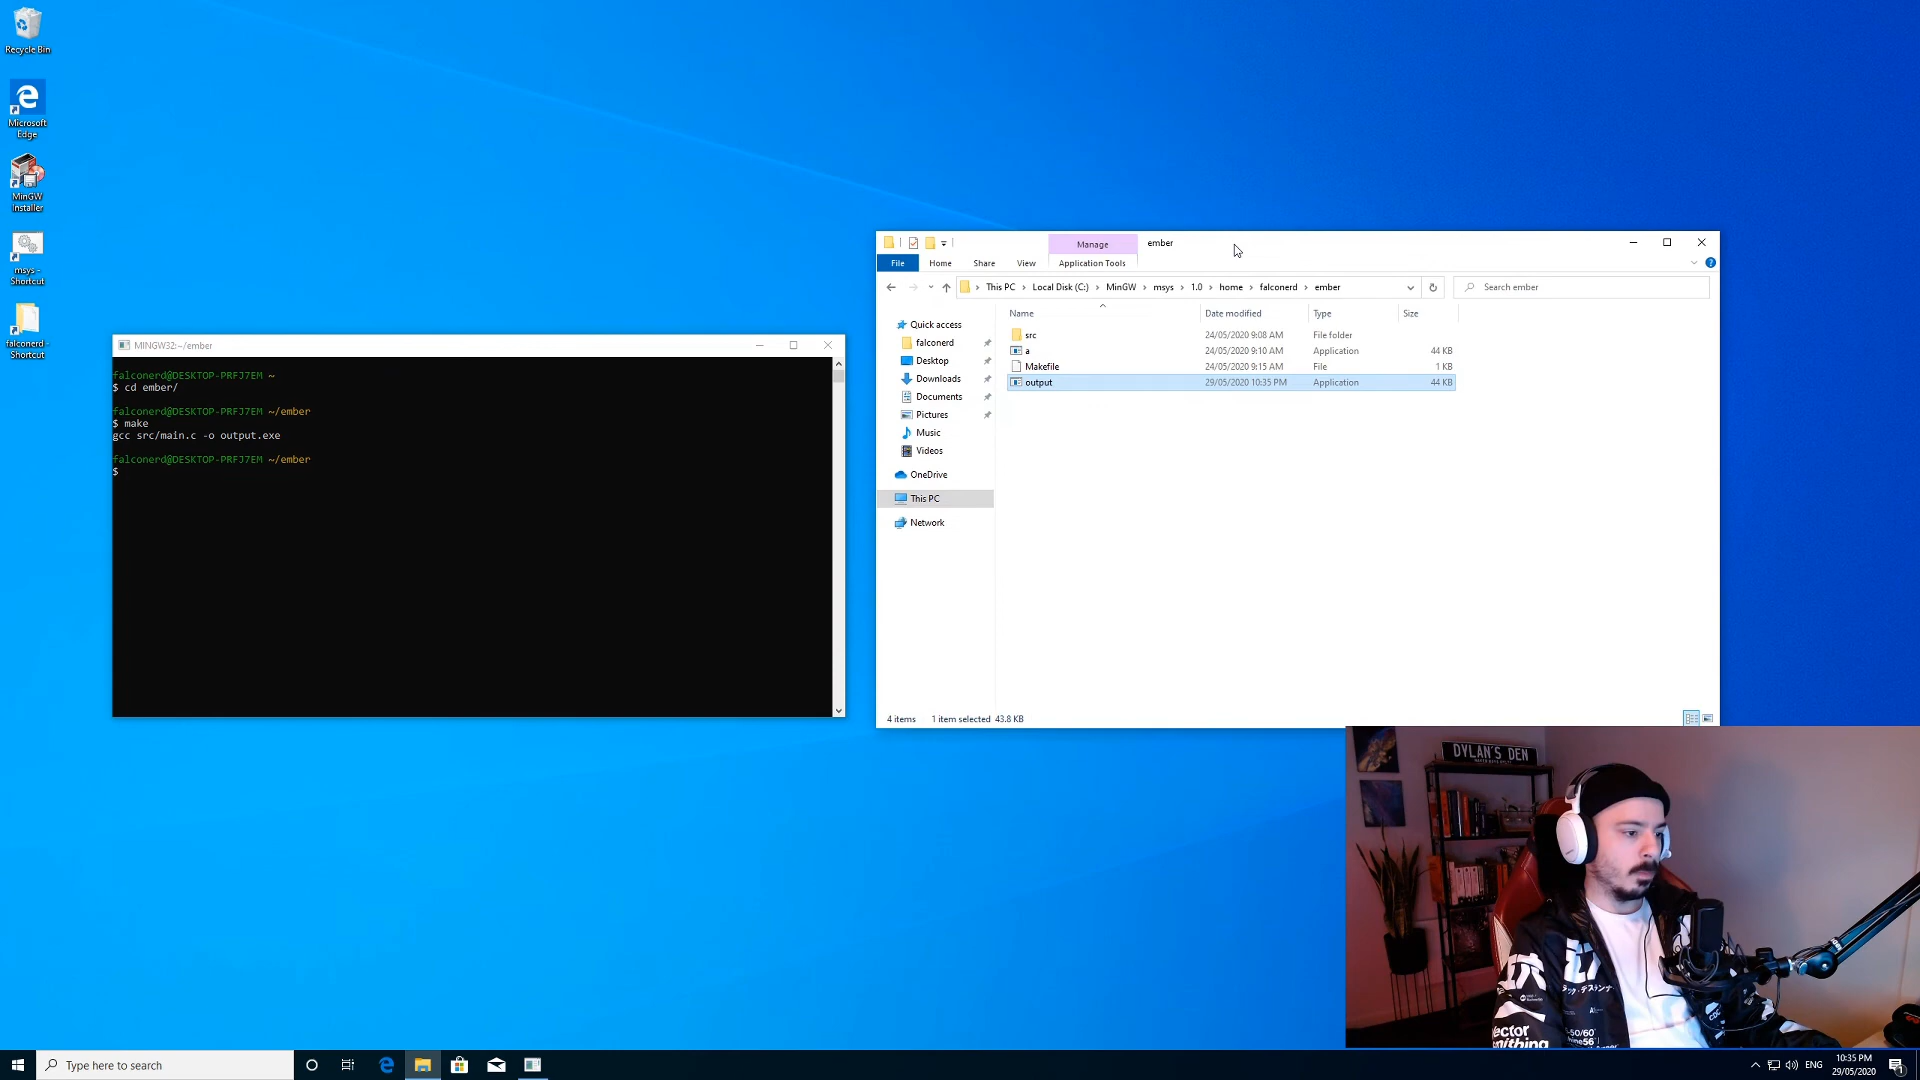 Recycle Bin
Microsoft
Edge
MinGW
Installer
msys -
Shortcut
falconerd -
Shortcut
MINGW32:~/ember
falconerd@DESKTOP-PRFJ7EM ~
$ cd ember/
falconerd@DESKTOP-PRFJ7EM ~/ember
$ make
gcc src/main.c -o output.exe
falconerd@DESKTOP-PRFJ7EM ~/ember
$
Manage
ember
File
Home
Share
View
Application Tools
This PC
Local Disk (C:)
MinGW
msys
1.0
home
falconerd
ember
Search ember
Name
Date modified
Type
Size
Quick access
falconerd
Desktop
Downloads
Documents
Pictures
Music
Videos
OneDrive
This PC
Network
src 24/05/2020 9:08 AM File folder
a 24/05/2020 9:10 AM Application 44 KB
Makefile 24/05/2020 9:15 AM File 1 KB
output 29/05/2020 10:35 PM Application 44 KB
4 items 1 item selected 43.8 KB
DYLAN'S DEN
Type here to search
ENG
10:35 PM
29/05/2020